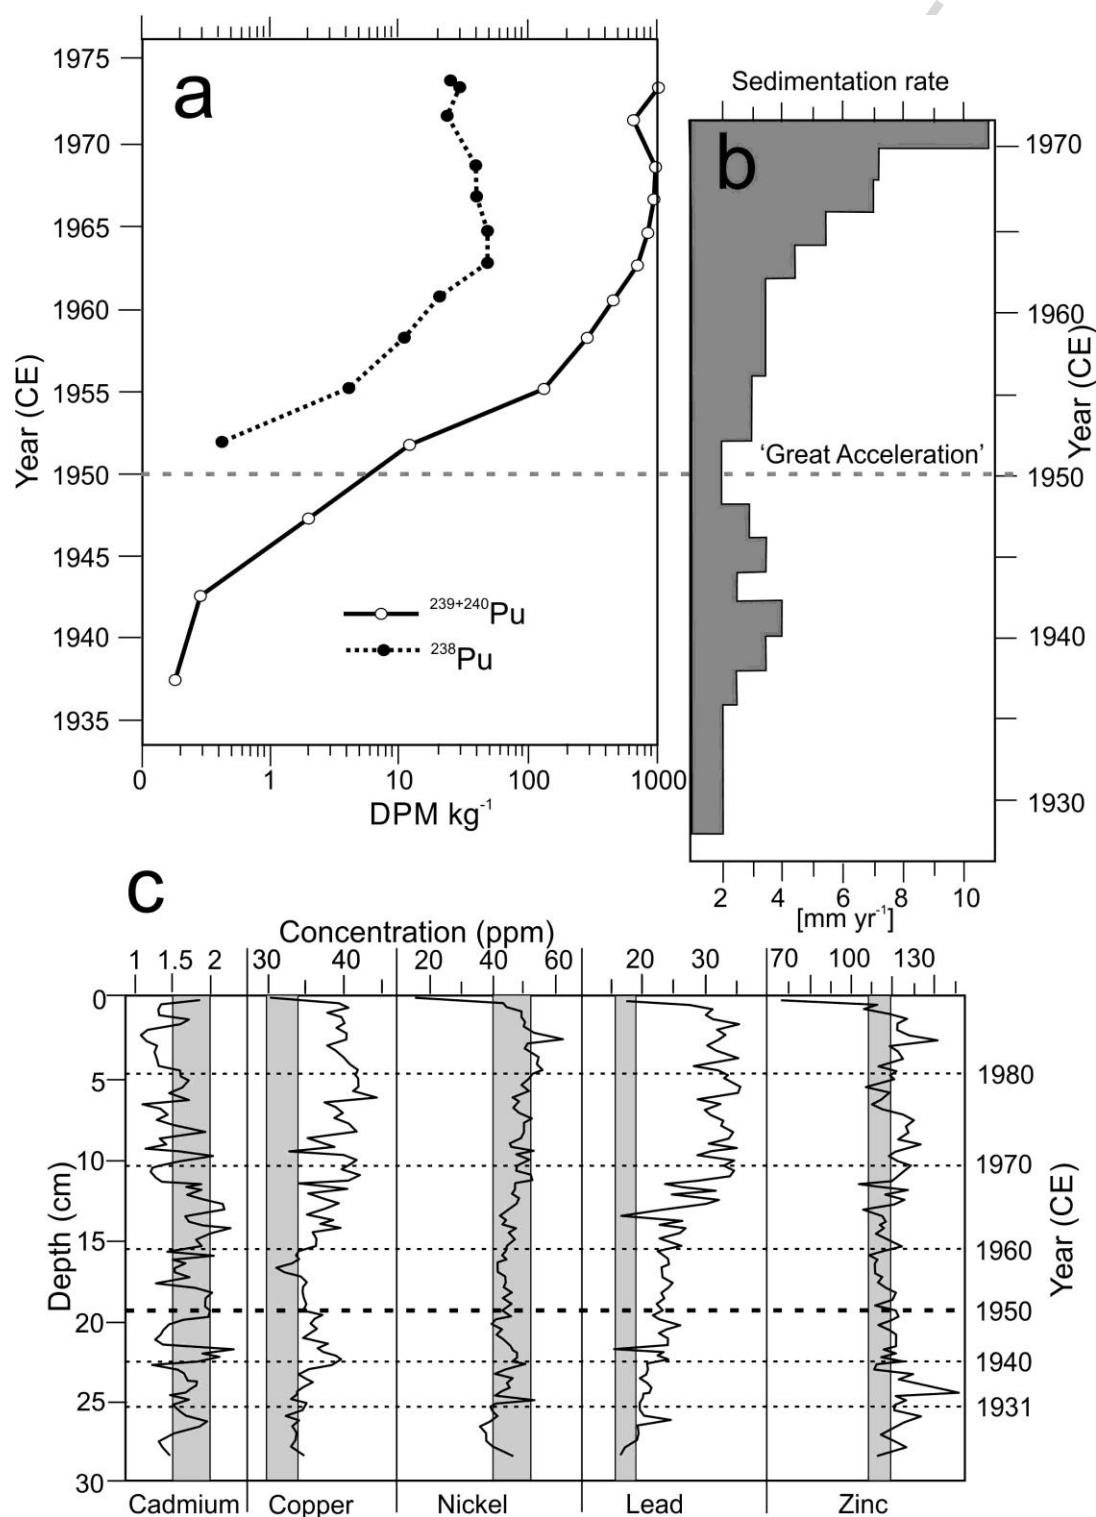 a
1975
1970
1965
1960
1955
1950
1945
1940
1935
Year (CE)
239+240Pu
238Pu
0 1 10 100 1000
DPM kg-1
Sedimentation rate
b
1970
1960
1950
1940
1930
Year (CE)
'Great Acceleration'
2 4 6 8 10
[mm yr-1]
c
Concentration (ppm)
1 1.5 2 30 40 20 40 60 20 30 70 100 130
0
5
10
15
20
25
30
Depth (cm)
1980
1970
1960
1950
1940
1931
Year (CE)
Cadmium Copper Nickel Lead Zinc